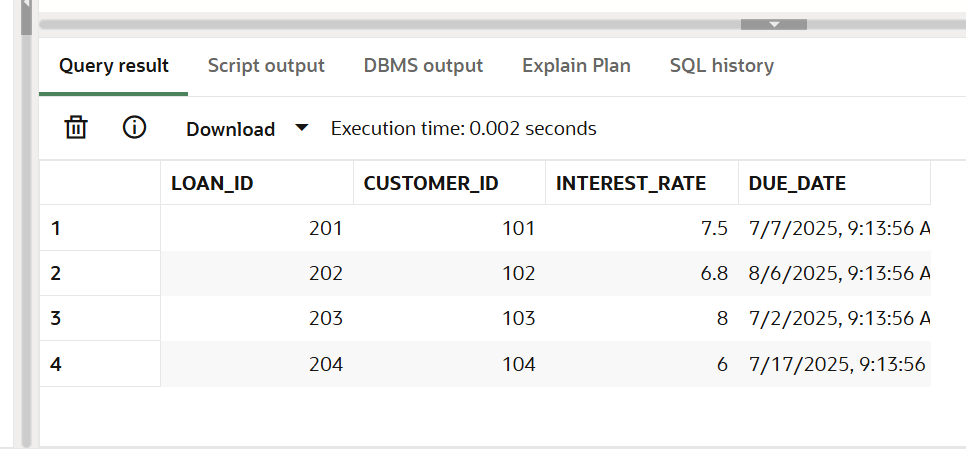 Query result Script output DBMS output Explain Plan SQL history
Download Execution time: 0.002 seconds
LOAN_ID CUSTOMER_ID INTEREST_RATE DUE_DATE
1 201 101 7.5 7/7/2025, 9:13:56 A
2 202 102 6.8 8/6/2025, 9:13:56 A
3 203 103 8 7/2/2025, 9:13:56 A
4 204 104 6 7/17/2025, 9:13:56